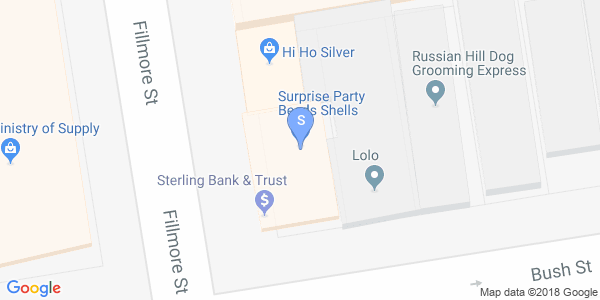 Fillmore St
Hi Ho Silver
Russian Hill Dog
Grooming Express
Surprise Party
Beads Shells
S
inistry of Supply
Lolo
Sterling Bank & Trust
$
Fillmore St
Bush St
Google
Map data ©2018 Google